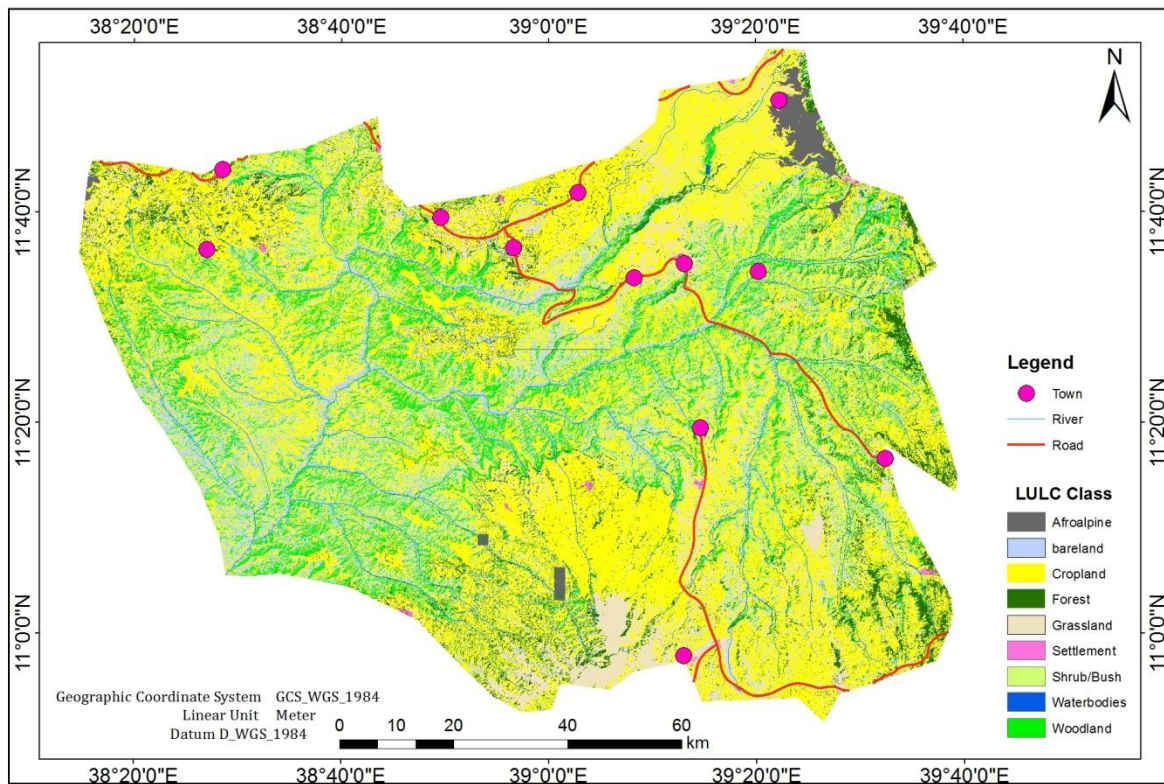 38°20'0"E 38°40'0"E 39°0'0"E 39°20'0"E 39°40'0"E
N
11°40'0"N 11°40'0"N
11°20'0"N 11°20'0"N
11°0'0"N 11°0'0"N
Legend
Town
River
Road
LULC Class
Afroalpine
bareland
Cropland
Forest
Grassland
Settlement
Shrub/Bush
Waterbodies
Woodland
Geographic Coordinate System GCS_WGS_1984
Linear Unit Meter
Datum D_WGS_1984
0 10 20 40 60
km
38°20'0"E 38°40'0"E 39°0'0"E 39°20'0"E 39°40'0"E